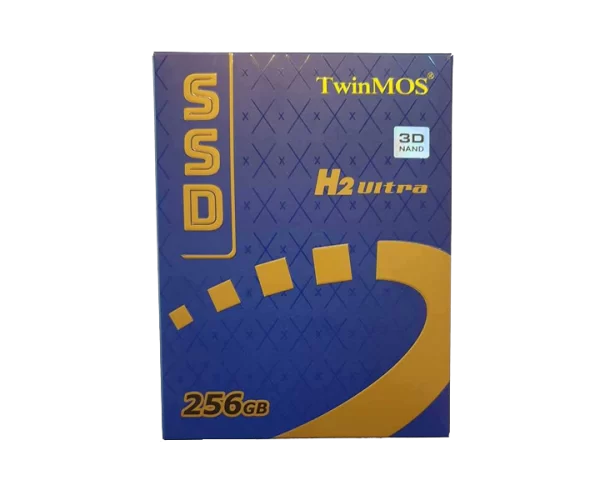 SSD
TwinMOS®
3D
NAND
H2 Ultra
256GB